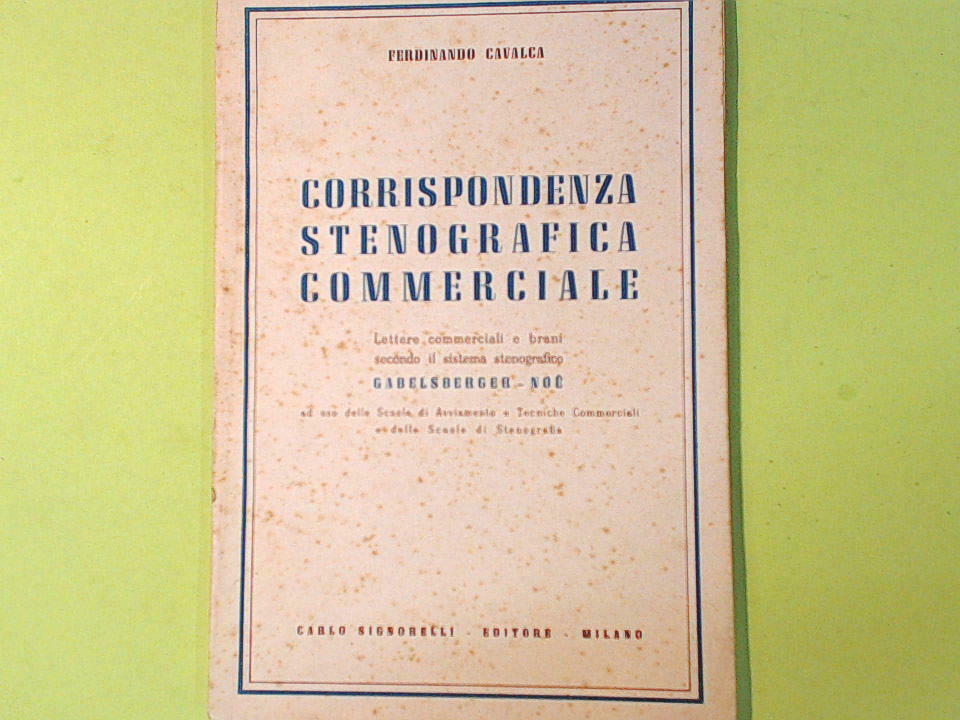 FERDINANDO CAVALCA
CORRISPONDENZA
STENOGRAFICA
COMMERCIALE
Lettere commerciali e brani
secondo il sistema stenografico
GABELSBERGER - NOË
ad uso delle Scuole di Avviamento e Tecniche Commerciali
e delle Scuole di Stenografia
CARLO SIGNORELLI - EDITORE - MILANO